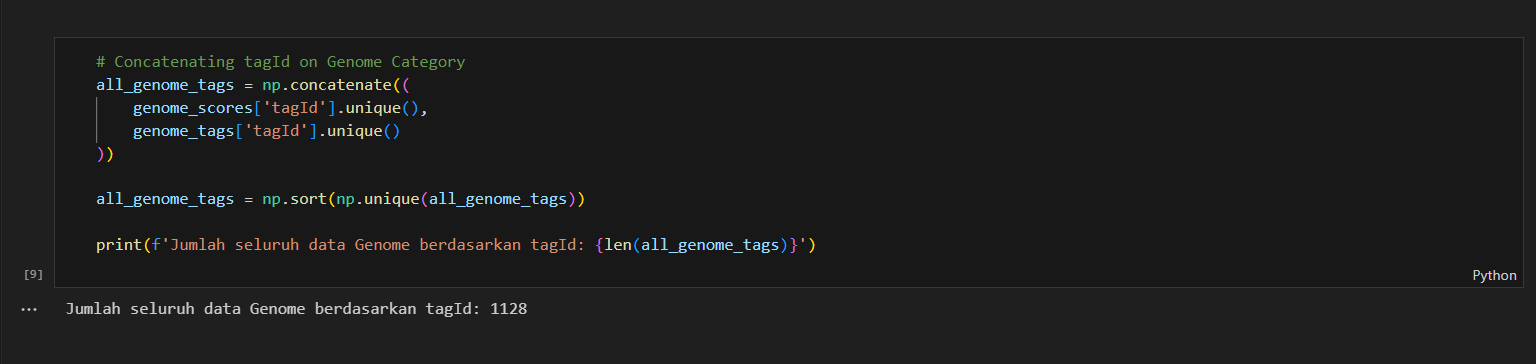 # Concatenating tagId on Genome Category
all_genome_tags = np.concatenate((
    genome_scores['tagId'].unique(),
    genome_tags['tagId'].unique()
))
all_genome_tags = np.sort(np.unique(all_genome_tags))
print(f'Jumlah seluruh data Genome berdasarkan tagId: {len(all_genome_tags)}')
[9]
Python
... Jumlah seluruh data Genome berdasarkan tagId: 1128